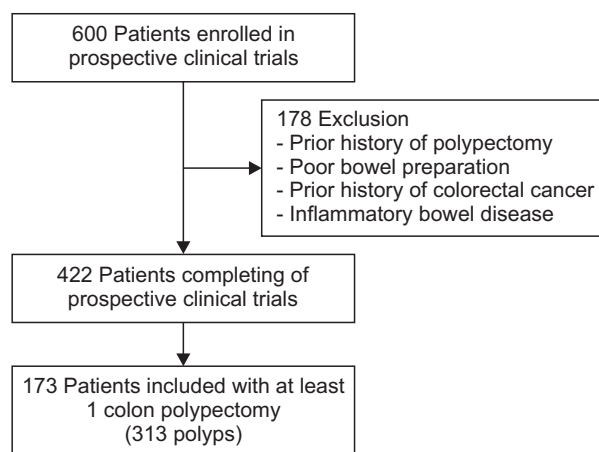 600 Patients enrolled in
prospective clinical trials
178 Exclusion
- Prior history of polypectomy
- Poor bowel preparation
- Prior history of colorectal cancer
- Inflammatory bowel disease
422 Patients completing of
prospective clinical trials
173 Patients included with at least
1 colon polypectomy
(313 polyps)